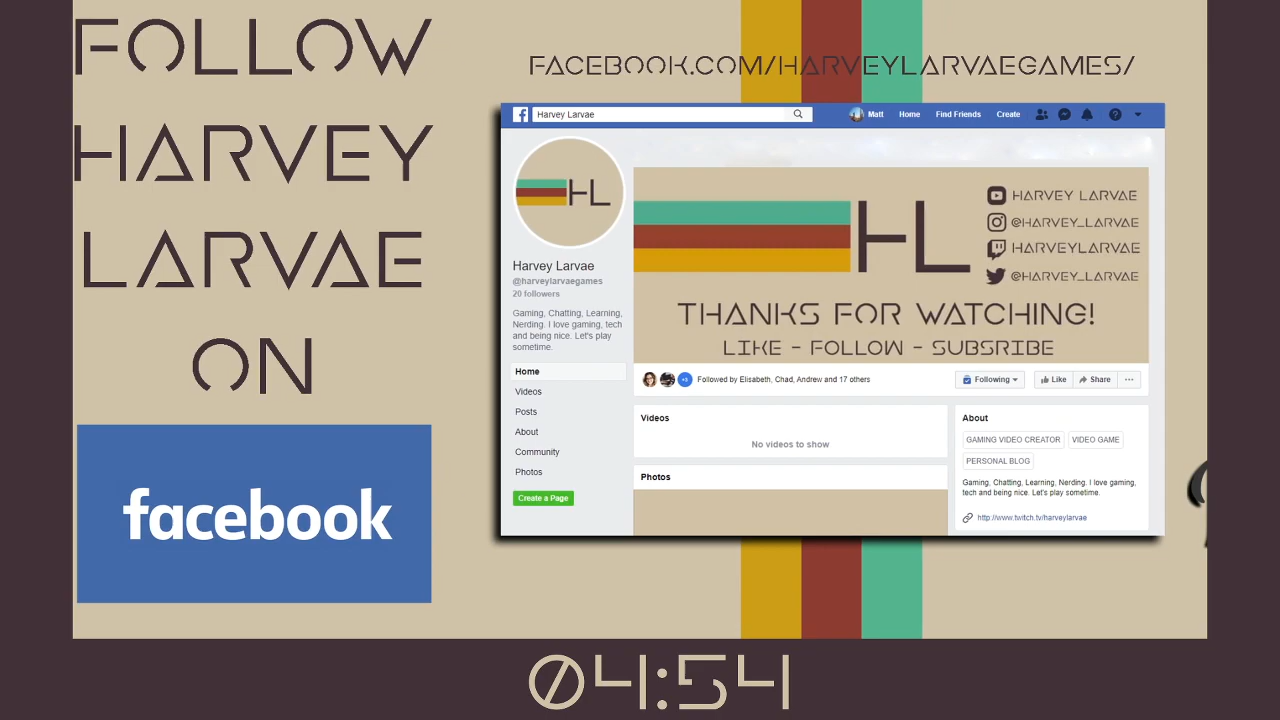 FOLLOW
HARVEY
LARVAE
ON
facebook
FACEBOOK.COM/HARVEYLARVAEGAMES/
Harvey Larvae
Matt Home Find Friends Create
HL
Harvey Larvae
@harveylarvaegames
20 followers
Gaming, Chatting, Learning,
Nerding. I love gaming, tech
and being nice. Let's play
sometime.
Home
Videos
Posts
About
Community
Photos
Create a Page
HL
HARVEY LARVAE
@HARVEY_LARVAE
HARVEYLARVAE
@HARVEY_LARVAE
THANKS FOR WATCHING!
LIKE - FOLLOW - SUBSRIBE
+3 Followed by Elisabeth, Chad, Andrew and 17 others
Following Like Share ...
Videos
No videos to show
Photos
About
GAMING VIDEO CREATOR VIDEO GAME
PERSONAL BLOG
Gaming, Chatting, Learning, Nerding. I love gaming,
tech and being nice. Let's play sometime.
http://www.twitch.tv/harveylarvae
04:54